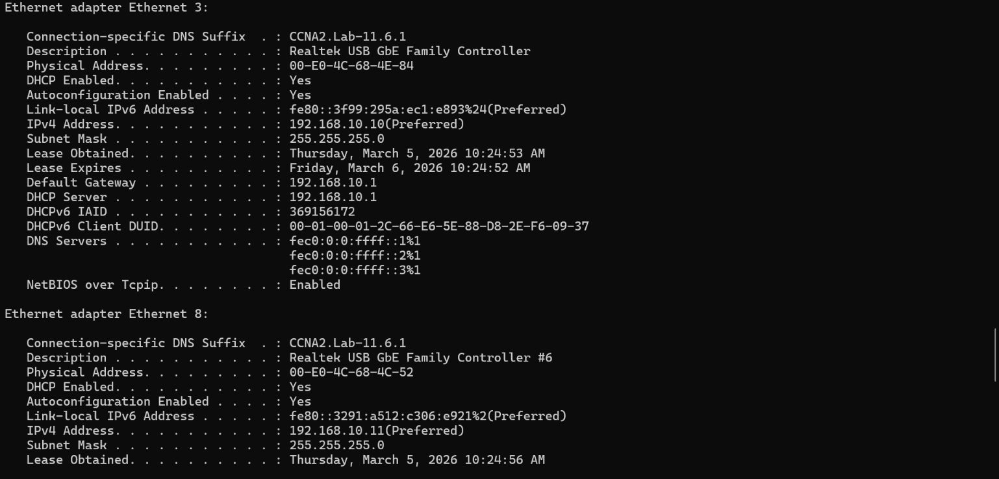 Ethernet adapter Ethernet 3:
Connection-specific DNS Suffix  . : CCNA2.Lab-11.6.1
Description . . . . . . . . . . . : Realtek USB GbE Family Controller
Physical Address. . . . . . . . . : 00-E0-4C-68-4E-84
DHCP Enabled. . . . . . . . . . . : Yes
Autoconfiguration Enabled . . . . : Yes
Link-local IPv6 Address . . . . . : fe80::3f99:295a:ec1:e893%24(Preferred)
IPv4 Address. . . . . . . . . . . : 192.168.10.10(Preferred)
Subnet Mask . . . . . . . . . . . : 255.255.255.0
Lease Obtained. . . . . . . . . . : Thursday, March 5, 2026 10:24:53 AM
Lease Expires . . . . . . . . . . : Friday, March 6, 2026 10:24:52 AM
Default Gateway . . . . . . . . . : 192.168.10.1
DHCP Server . . . . . . . . . . . : 192.168.10.1
DHCPv6 IAID . . . . . . . . . . . : 369156172
DHCPv6 Client DUID. . . . . . . . : 00-01-00-01-2C-66-E6-5E-88-D8-2E-F6-09-37
DNS Servers . . . . . . . . . . . : fec0:0:0:ffff::1%1
fec0:0:0:ffff::2%1
fec0:0:0:ffff::3%1
NetBIOS over Tcpip. . . . . . . . : Enabled
Ethernet adapter Ethernet 8:
Connection-specific DNS Suffix  . : CCNA2.Lab-11.6.1
Description . . . . . . . . . . . : Realtek USB GbE Family Controller #6
Physical Address. . . . . . . . . : 00-E0-4C-68-4C-52
DHCP Enabled. . . . . . . . . . . : Yes
Autoconfiguration Enabled . . . . : Yes
Link-local IPv6 Address . . . . . : fe80::3291:a512:c306:e921%2(Preferred)
IPv4 Address. . . . . . . . . . . : 192.168.10.11(Preferred)
Subnet Mask . . . . . . . . . . . : 255.255.255.0
Lease Obtained. . . . . . . . . . : Thursday, March 5, 2026 10:24:56 AM